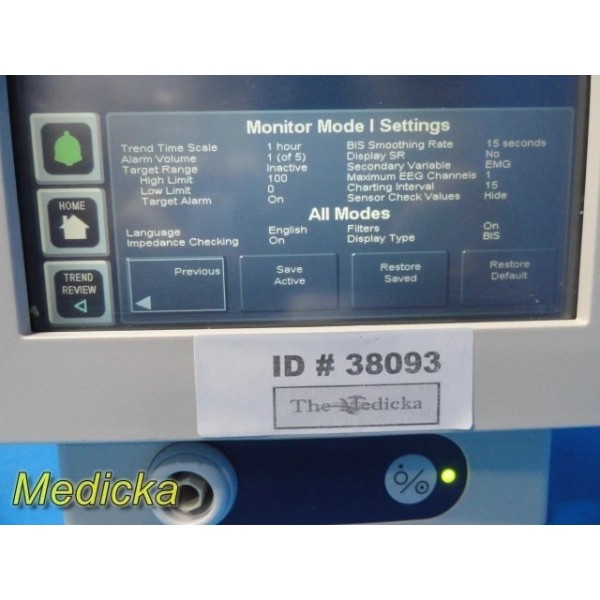 Monitor Mode I Settings
Trend Time Scale 1 hour BIS Smoothing Rate 15 seconds
Alarm Volume 1 (of 5) Display SR No
Target Range Inactive Secondary Variable EMG
High Limit 100 Maximum EEG Channels 1
Low Limit 0 Charting Interval 15
Target Alarm On Sensor Check Values Hide
All Modes
Language English Filters On
Impedance Checking On Display Type BIS
HOME
TREND
REVIEW
Previous
Save
Active
Restore
Saved
Restore
Default
ID # 38093
The Medicka
Medicka